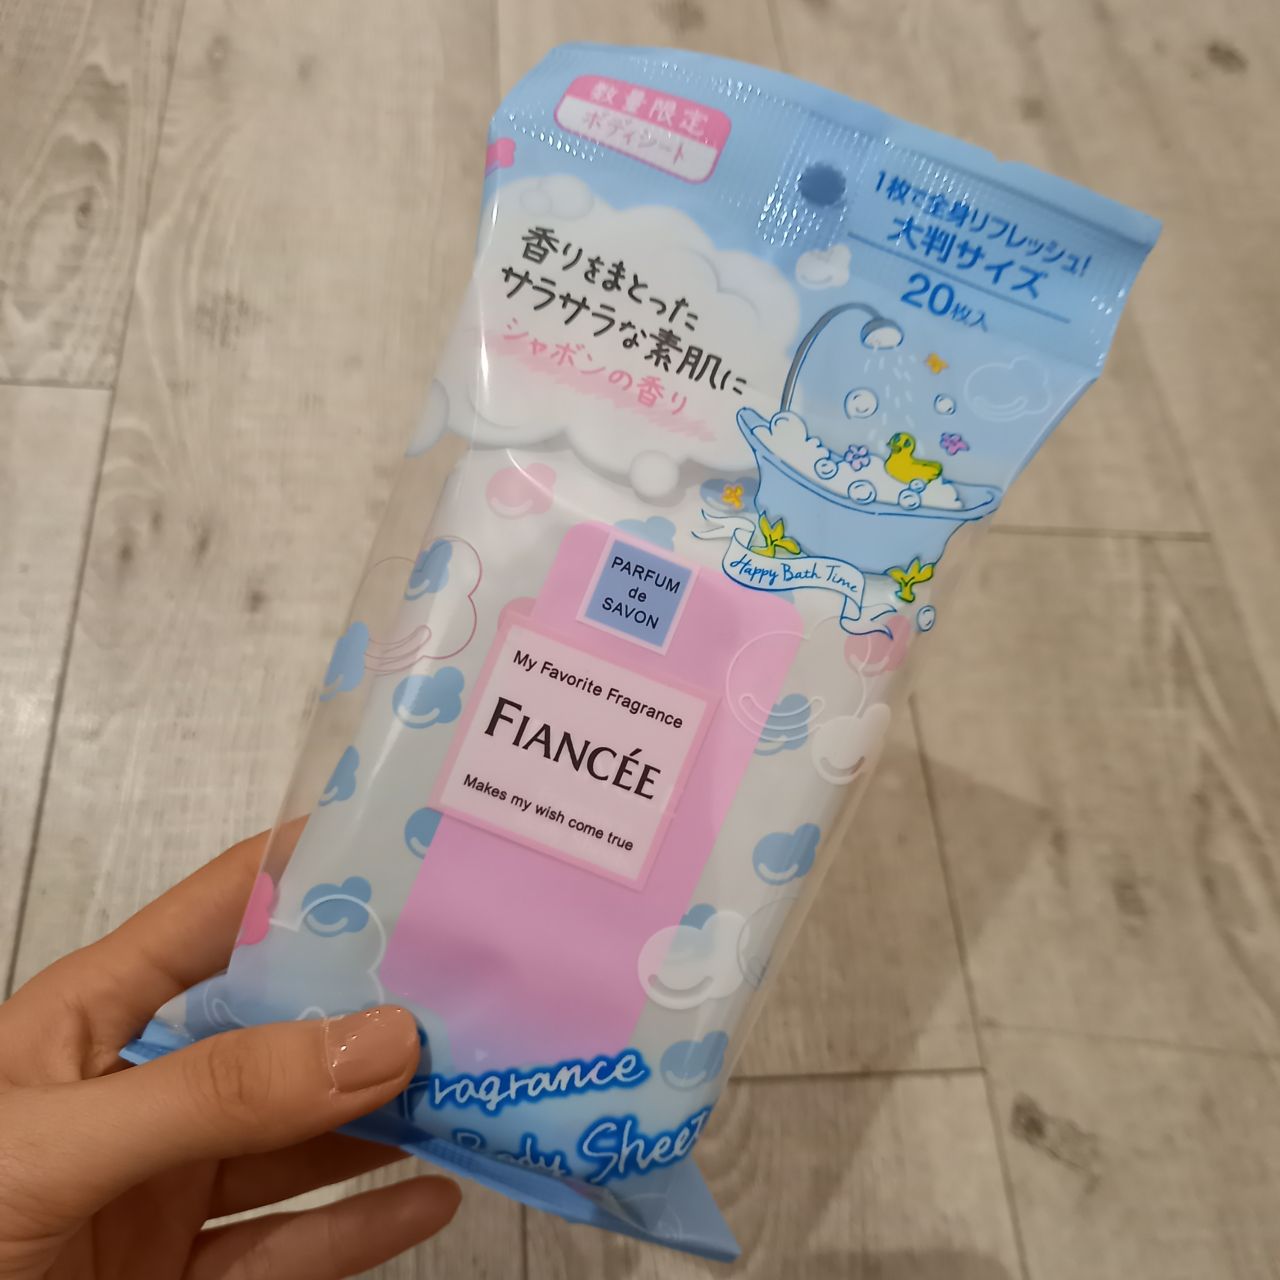 数量限定
ボディシート
1枚で全身リフレッシュ!
大判サイズ
20枚入
香りをまとった
サラサラな素肌に
シャボンの香り
Happy Bath Time
PARFUM
de
SAVON
My Favorite Fragrance
FIANCÉE
Makes my wish come true
Fragrance
Body Sheet